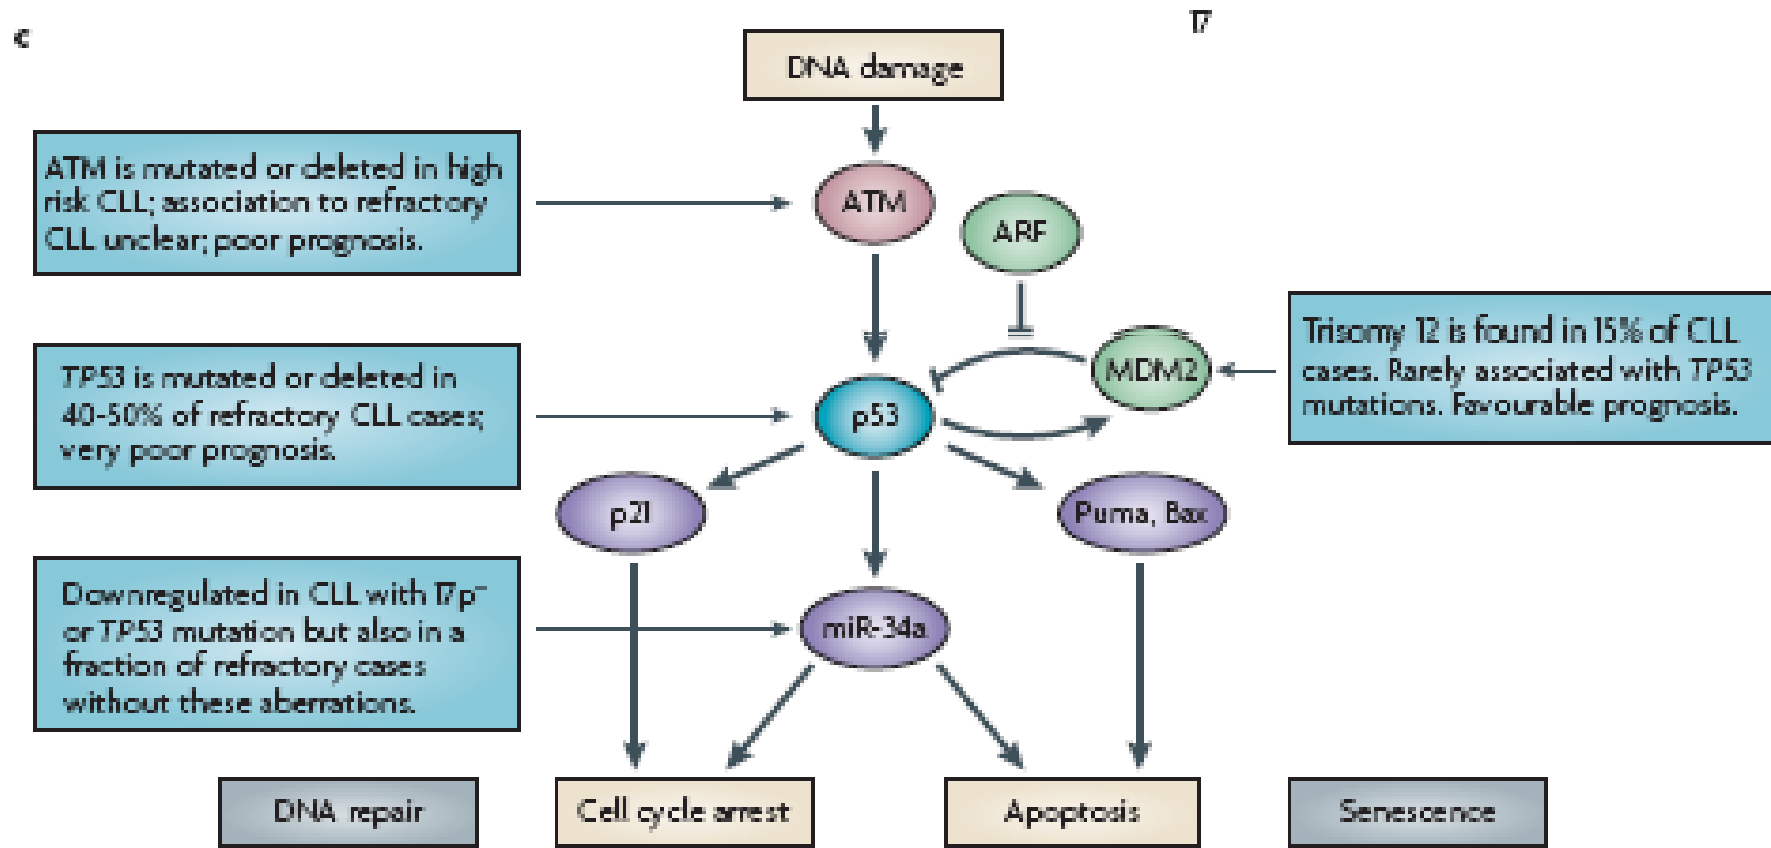 c
17
DNA damage
ATM is mutated or deleted in high
risk CLL; association to refractory
CLL unclear; poor prognosis.
ATM
ARF
Trisomy 12 is found in 15% of CLL
cases. Rarely associated with TP53
mutations. Favourable prognosis.
MDM2
TP53 is mutated or deleted in
40-50% of refractory CLL cases;
very poor prognosis.
p53
p21
Puma, Bax
Downregulated in CLL with 17p⁻
or TP53 mutation but also in a
fraction of refractory cases
without these aberrations.
miR-34a
DNA repair
Cell cycle arrest
Apoptosis
Senescence